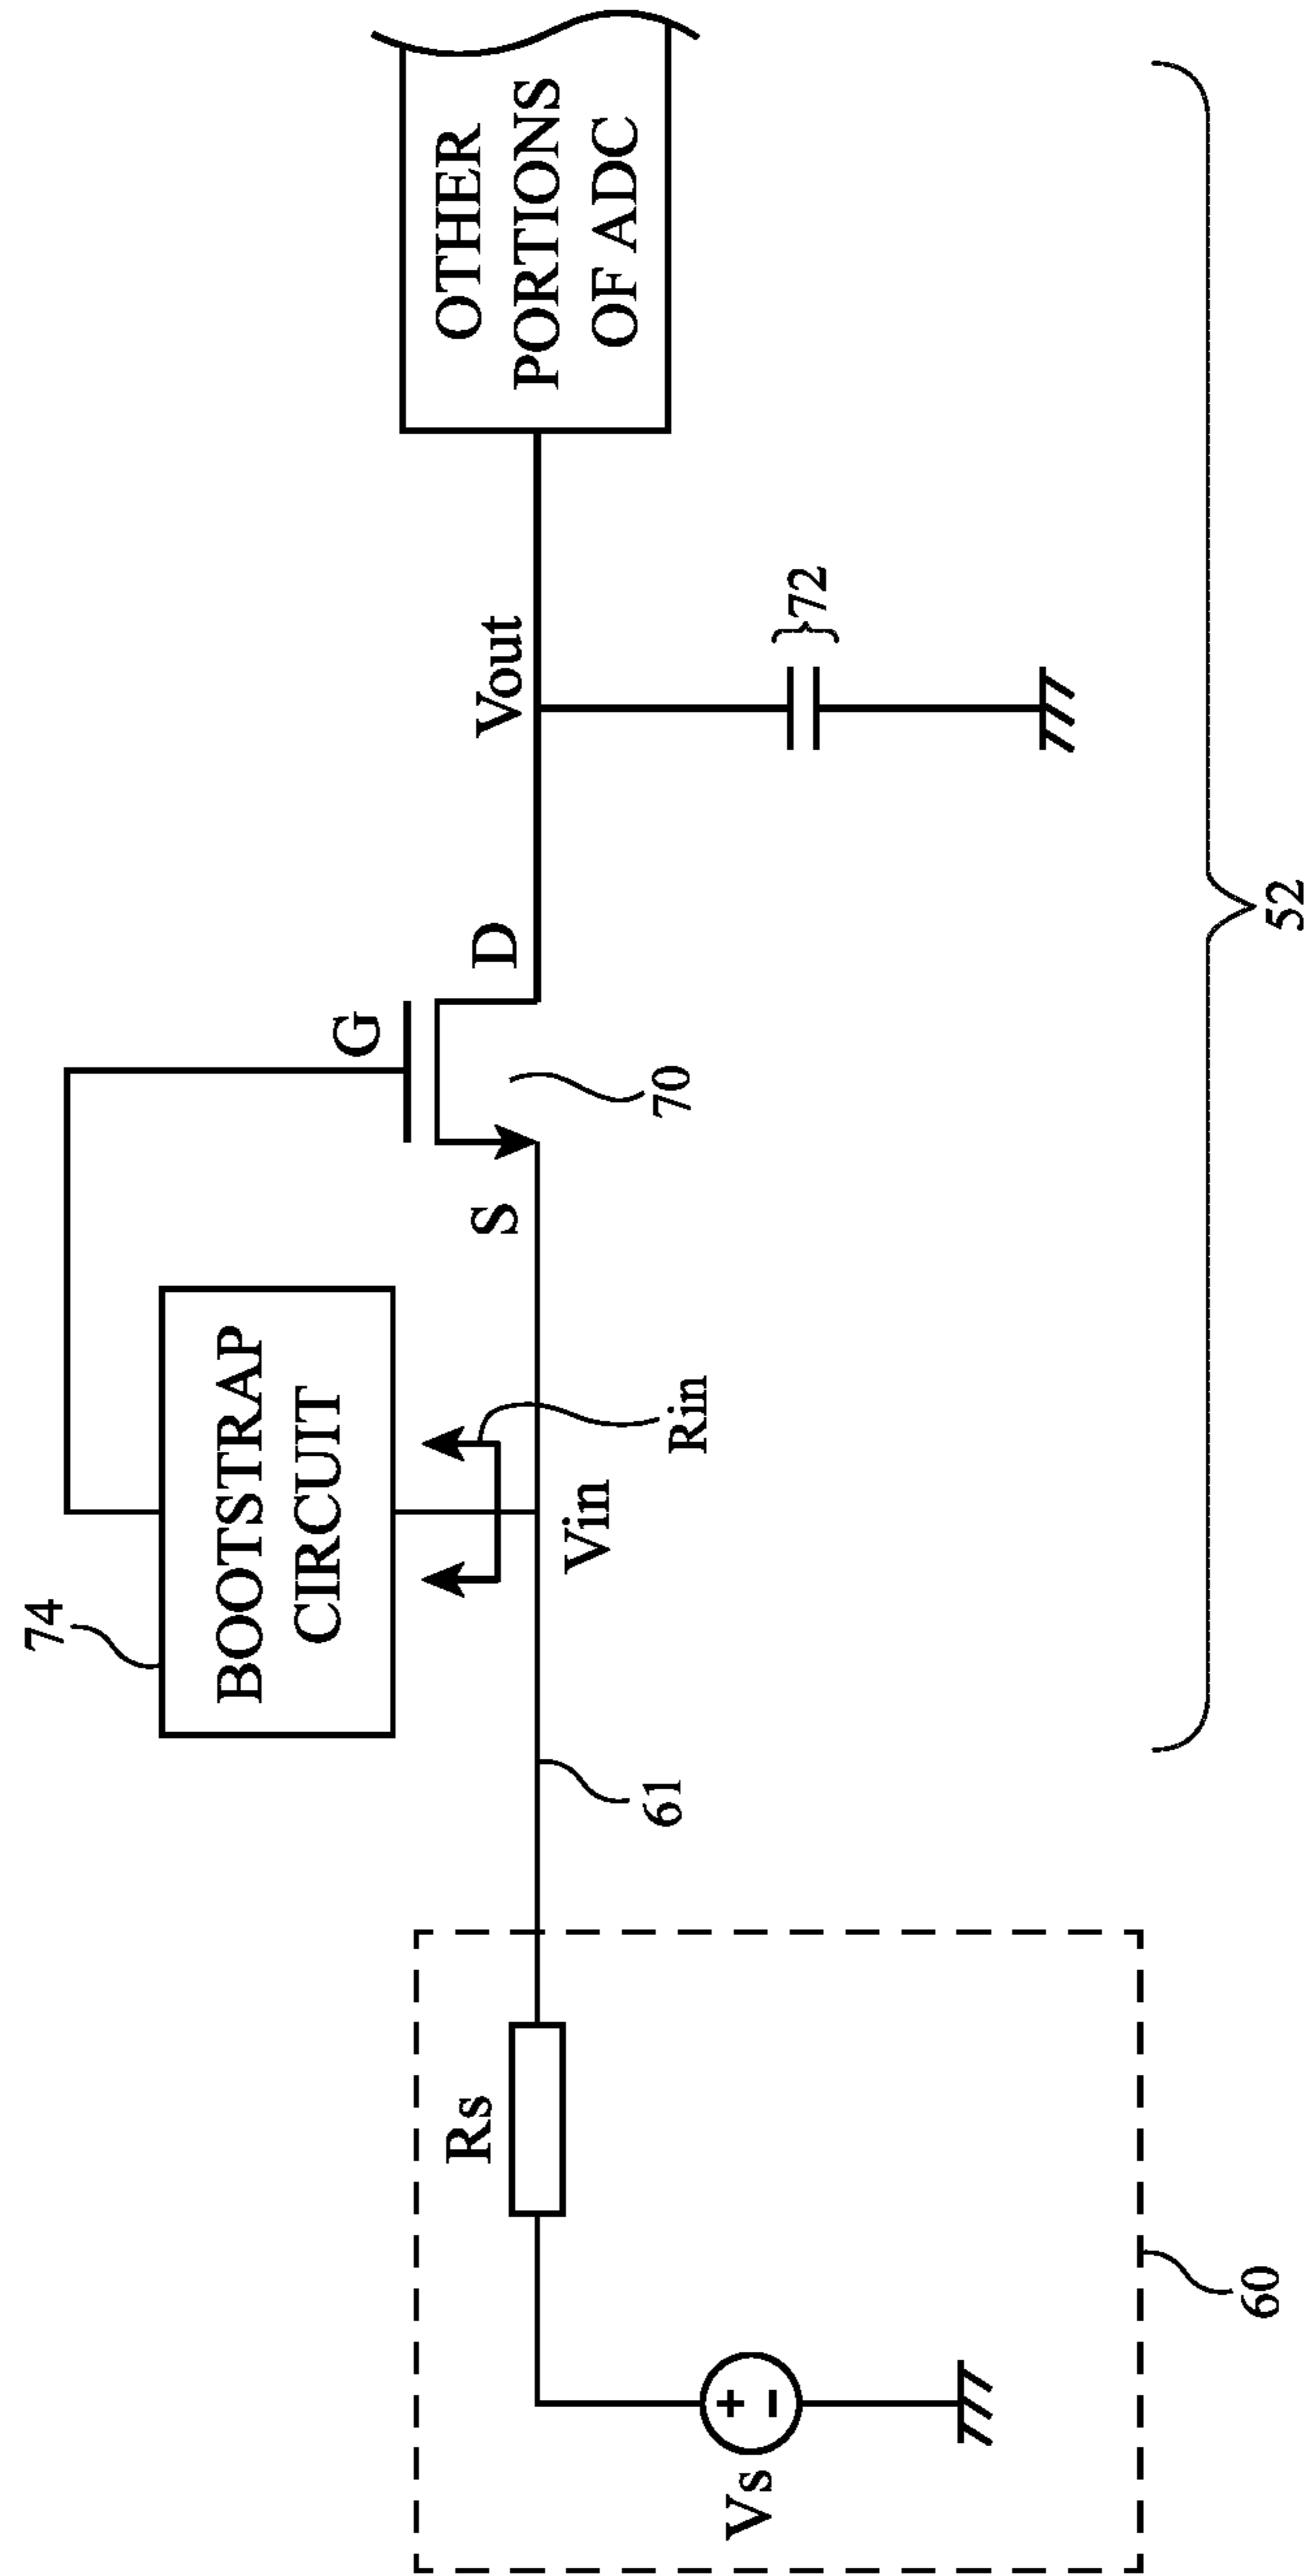 74
BOOTSTRAP
CIRCUIT
G
OTHER
PORTIONS
OF ADC
Rs
S
D
Vout
61
Vin
Rin
70
72
Vs
+
-
60
52